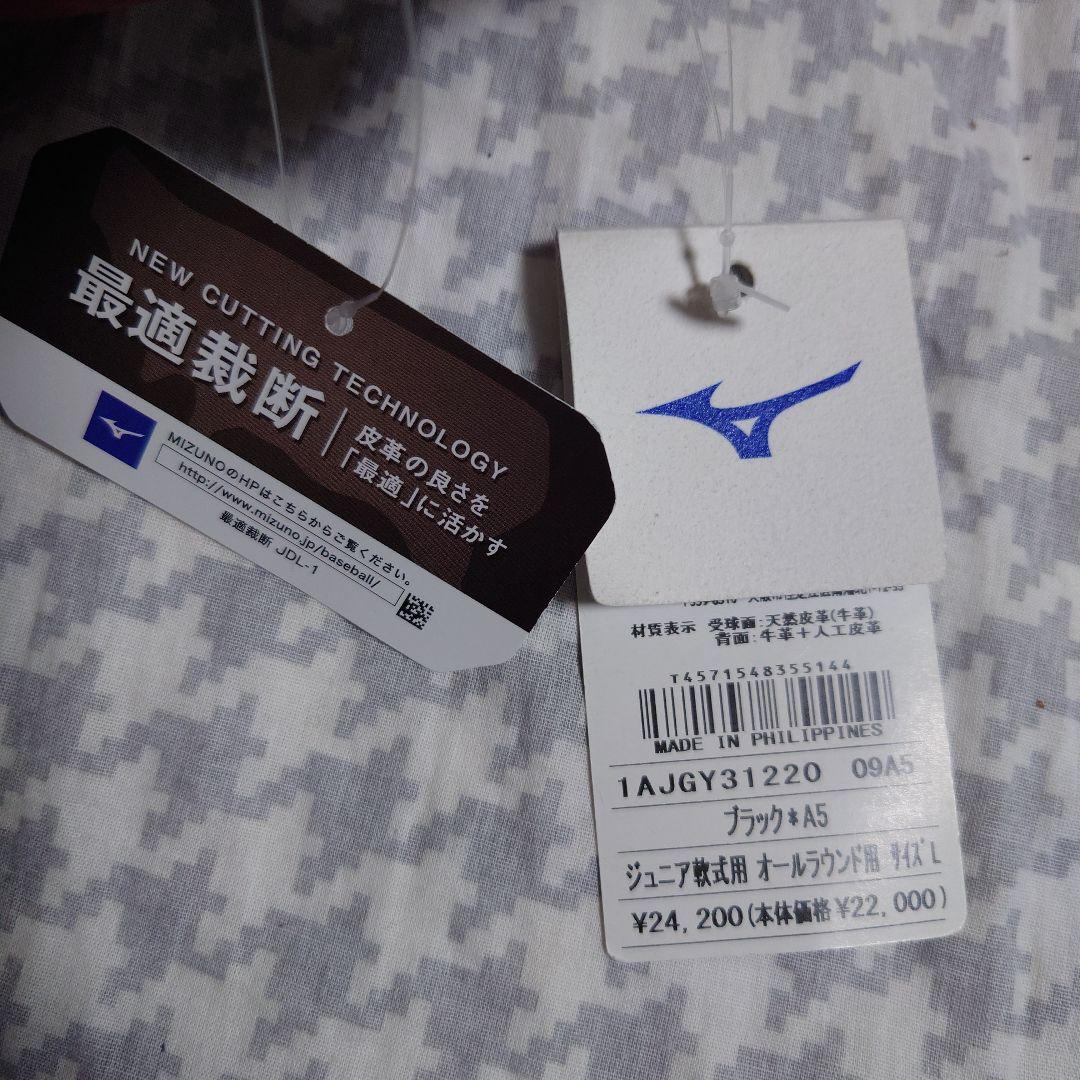 NEW CUTTING TECHNOLOGY
最適裁断
皮革の良さを
「最適」に活かす
MIZUNOのHPはこちらからご覧ください。
http://www.mizuno.jp/baseball/
最適裁断 JDL-1
材質表示 受球面:天然皮革(牛革)
背面:牛革+人工皮革
T4571548355144
MADE IN PHILIPPINES
1AJGY31220 09A5
ブラック*A5
ジュニア軟式用 オールラウンド用 サイズ L
¥24,200(本体価格¥22,000)